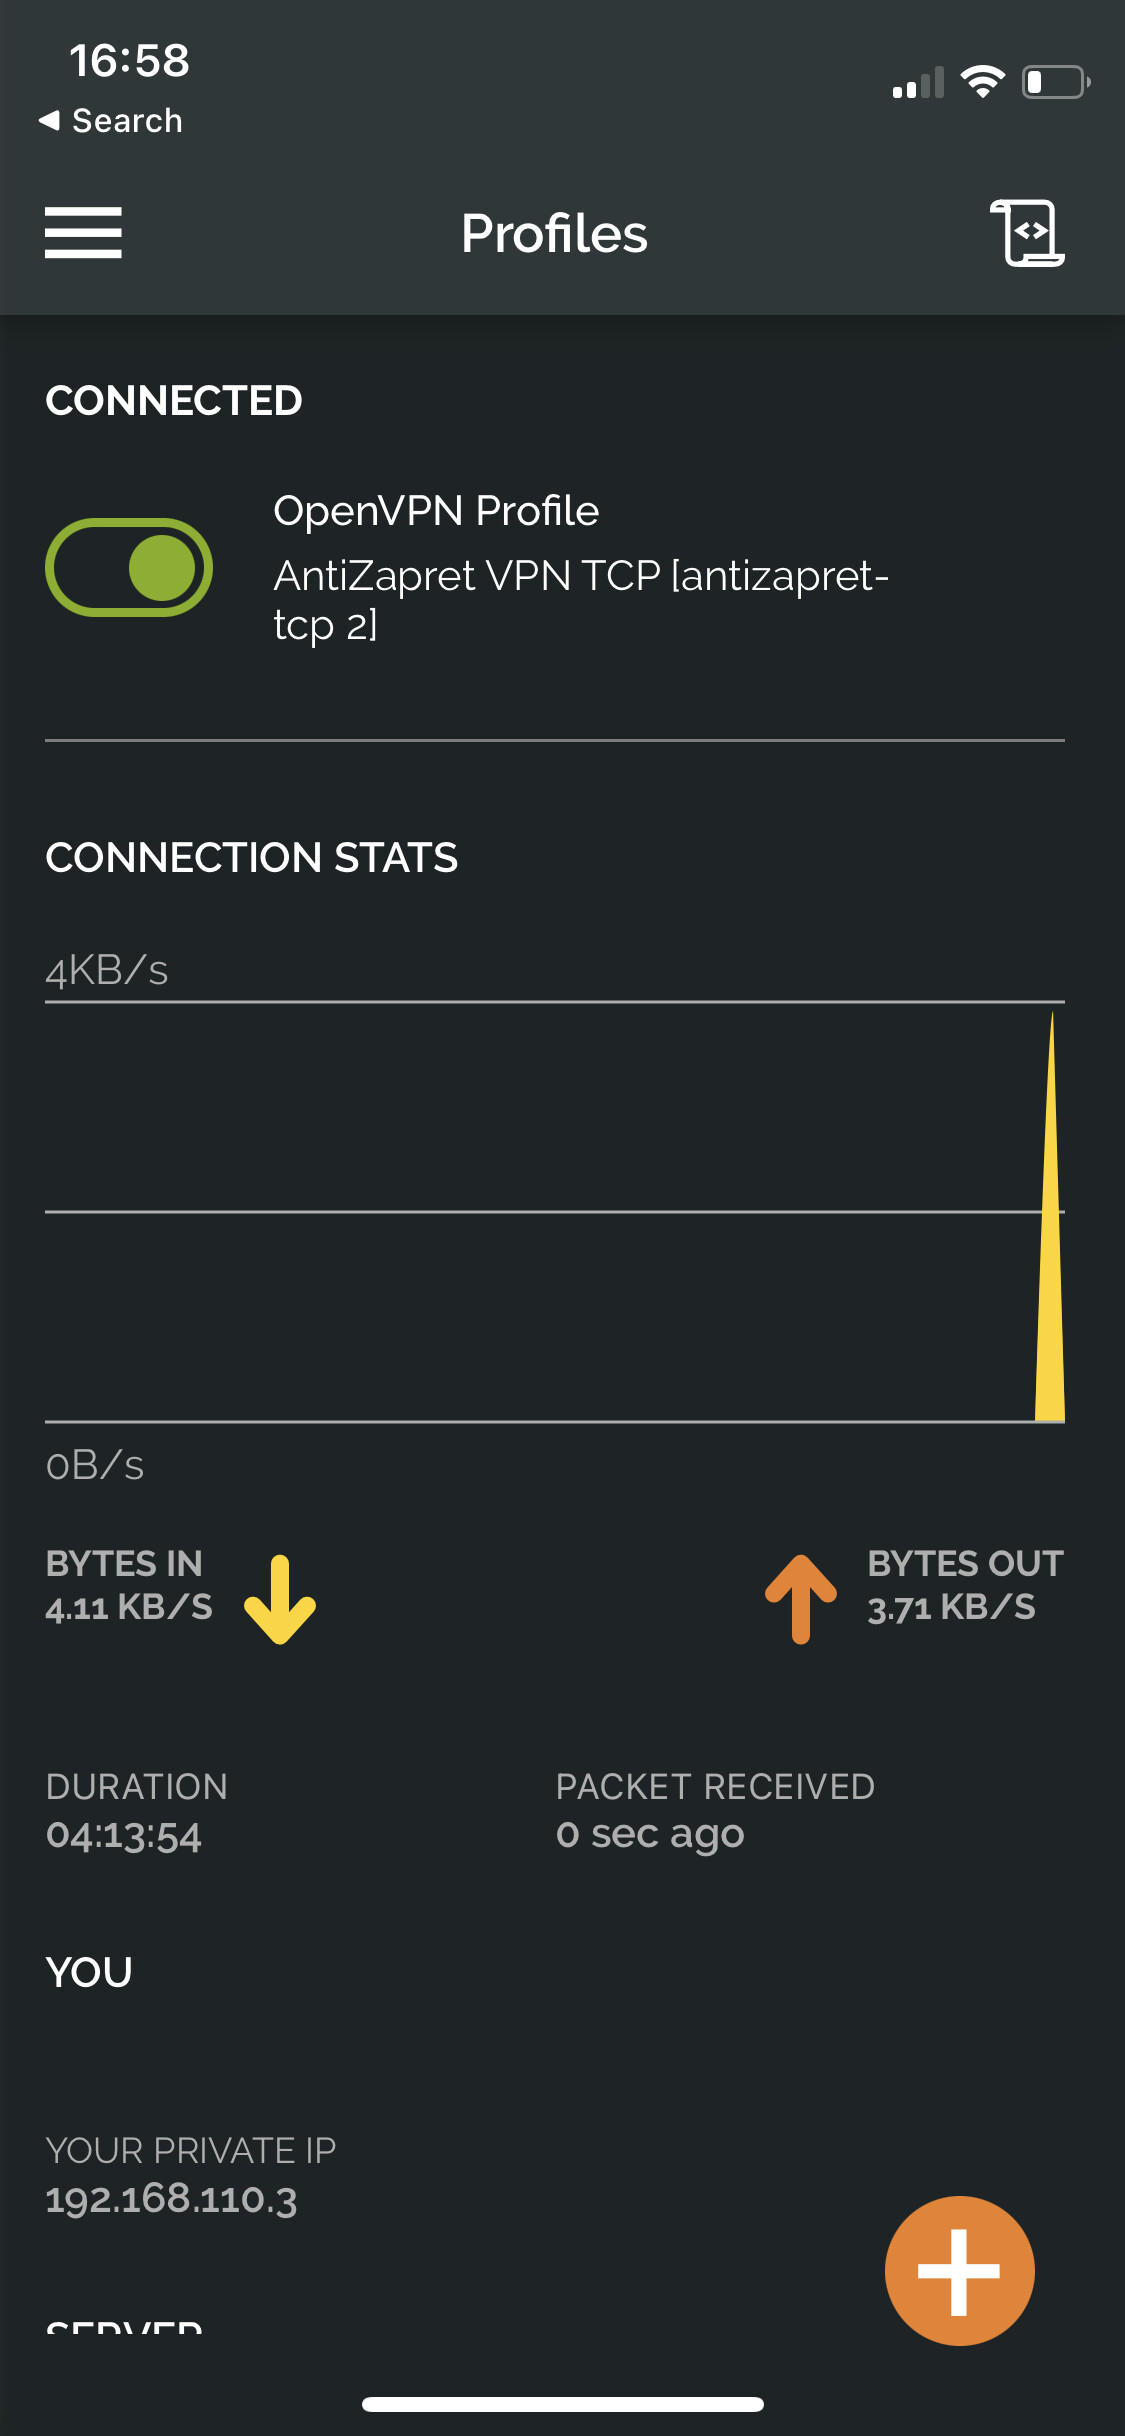 16:58
Search
Profiles
CONNECTED
OpenVPN Profile
AntiZapret VPN TCP [antizapret-
tcp 2]
CONNECTION STATS
4KB/s
0B/s
BYTES IN
4.11 KB/S
BYTES OUT
3.71 KB/S
DURATION
04:13:54
PACKET RECEIVED
0 sec ago
YOU
YOUR PRIVATE IP
192.168.110.3
SERVER